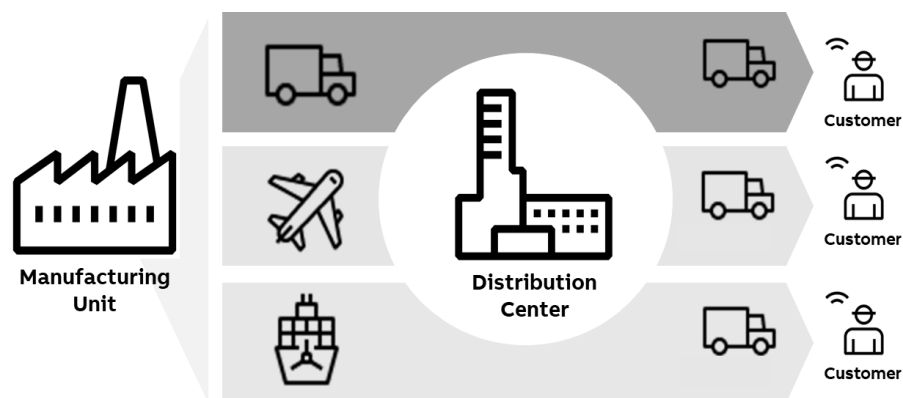 Customer
Customer
Manufacturing
Unit
Distribution
Center
Customer